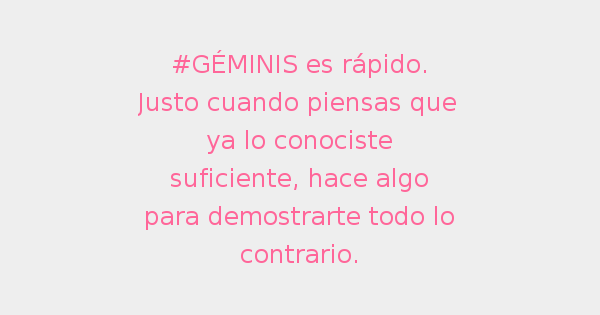 #GÉMINIS es rápido.
Justo cuando piensas que
ya lo conociste
suficiente, hace algo
para demostrarte todo lo
contrario.